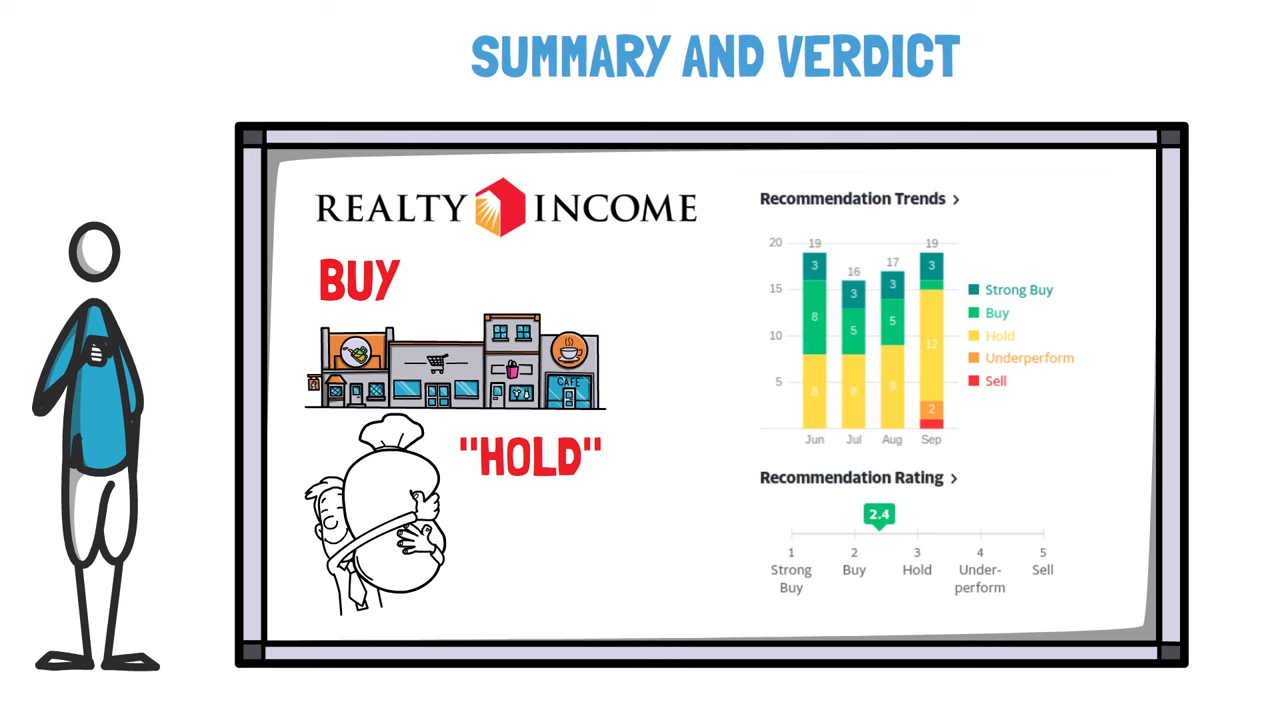 SUMMARY AND VERDICT
REALTY INCOME
BUY
CAFE
"HOLD"
Recommendation Trends >
20
15
10
5
19
3
8
8
16
3
5
8
17
3
5
9
19
3
12
2
Jun
Jul
Aug
Sep
Strong Buy
Buy
Hold
Underperform
Sell
Recommendation Rating >
2.4
1
Strong
Buy
2
Buy
3
Hold
4
Under-
perform
5
Sell